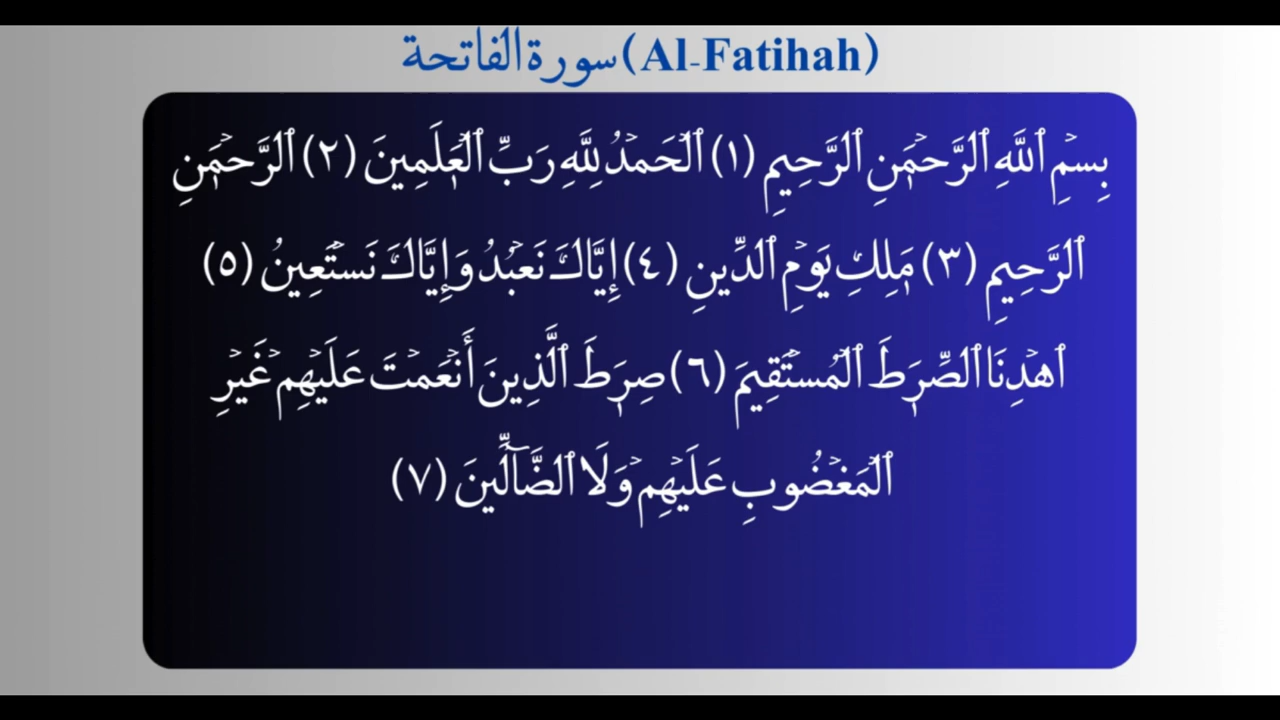 سورة الفاتحة (Al-Fatihah)
بِسۡمِ ٱللَّهِ ٱلرَّحۡمَٰنِ ٱلرَّحِيمِ (١) ٱلۡحَمۡدُ لِلَّهِ رَبِّ ٱلۡعَٰلَمِينَ (٢) ٱلرَّحۡمَٰنِ
ٱلرَّحِيمِ (٣) مَٰلِكِ يَوۡمِ ٱلدِّينِ (٤) إِيَّاكَ نَعۡبُدُ وَإِيَّاكَ نَسۡتَعِينُ (٥)
ٱهۡدِنَا ٱلصِّرَٰطَ ٱلۡمُسۡتَقِيمَ (٦) صِرَٰطَ ٱلَّذِينَ أَنۡعَمۡتَ عَلَيۡهِمۡ غَيۡرِ
ٱلۡمَغۡضُوبِ عَلَيۡهِمۡ وَلَا ٱلضَّآلِّينَ (٧)